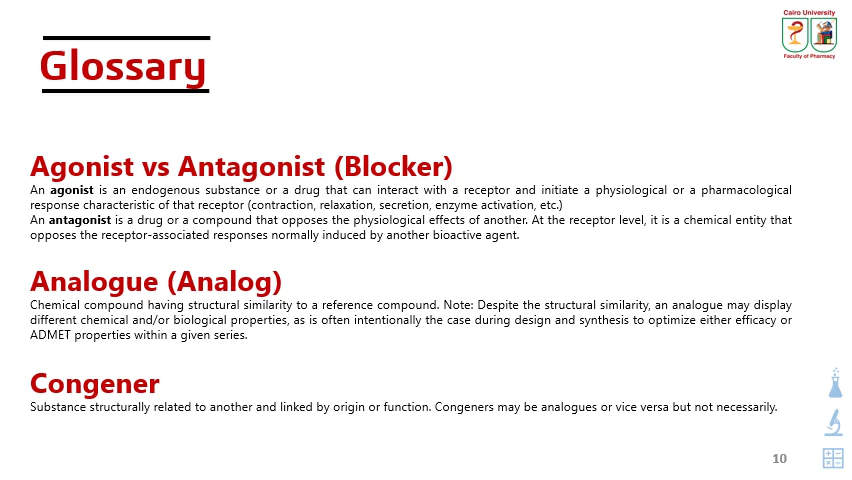 Cairo University
Faculty of Pharmacy
Glossary
Agonist vs Antagonist (Blocker)
An agonist is an endogenous substance or a drug that can interact with a receptor and initiate a physiological or a pharmacological
response characteristic of that receptor (contraction, relaxation, secretion, enzyme activation, etc.)
An antagonist is a drug or a compound that opposes the physiological effects of another. At the receptor level, it is a chemical entity that
opposes the receptor-associated responses normally induced by another bioactive agent.
Analogue (Analog)
Chemical compound having structural similarity to a reference compound. Note: Despite the structural similarity, an analogue may display
different chemical and/or biological properties, as is often intentionally the case during design and synthesis to optimize either efficacy or
ADMET properties within a given series.
Congener
Substance structurally related to another and linked by origin or function. Congeners may be analogues or vice versa but not necessarily.
10